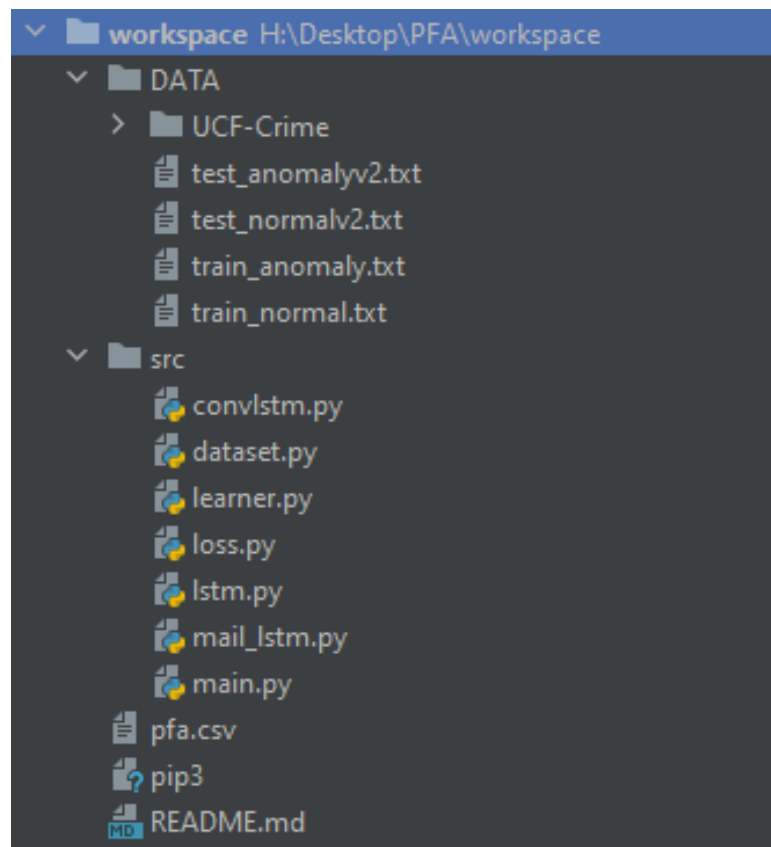 workspace H:\Desktop\PFA\workspace
DATA
UCF-Crime
test_anomalyv2.txt
test_normalv2.txt
train_anomaly.txt
train_normal.txt
src
convlstm.py
dataset.py
learner.py
loss.py
lstm.py
mail_lstm.py
main.py
pfa.csv
pip3
MD README.md